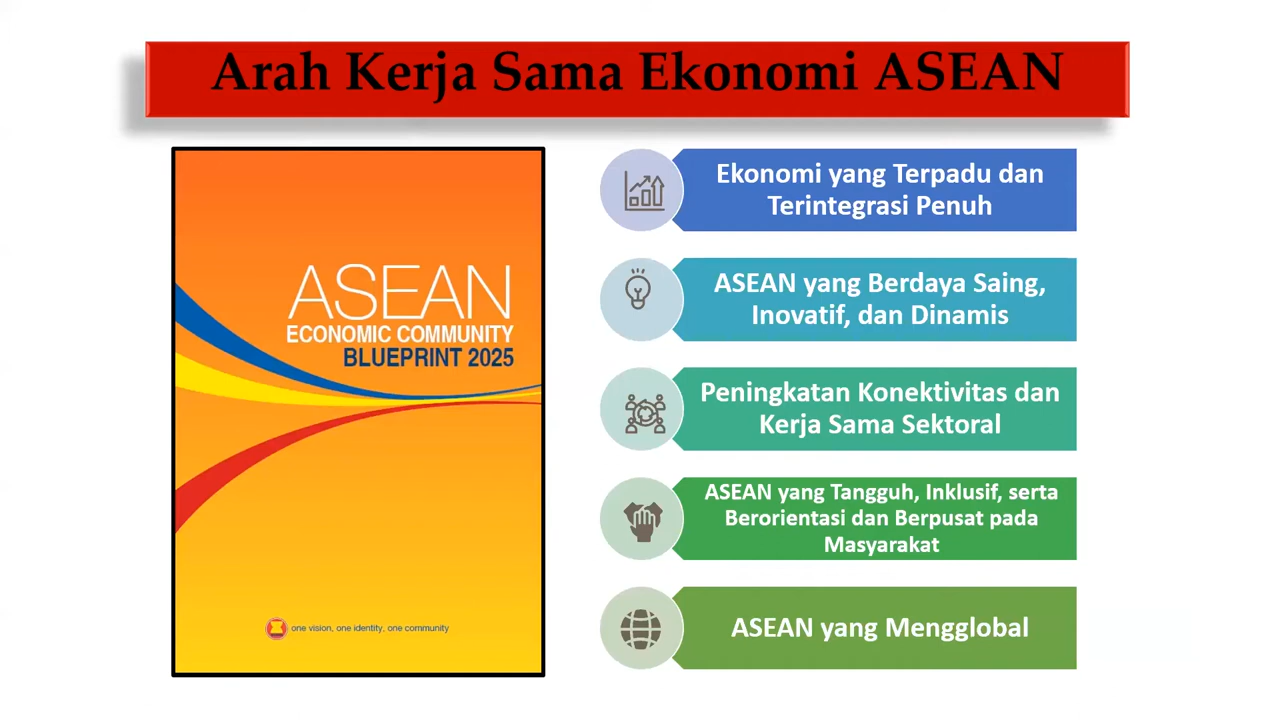 Arah Kerja Sama Ekonomi ASEAN
ASEAN
ECONOMIC COMMUNITY
BLUEPRINT 2025
one vision, one identity, one community
Ekonomi yang Terpadu dan
Terintegrasi Penuh
ASEAN yang Berdaya Saing,
Inovatif, dan Dinamis
Peningkatan Konektivitas dan
Kerja Sama Sektoral
ASEAN yang Tangguh, Inklusif, serta
Berorientasi dan Berpusat pada
Masyarakat
ASEAN yang Mengglobal